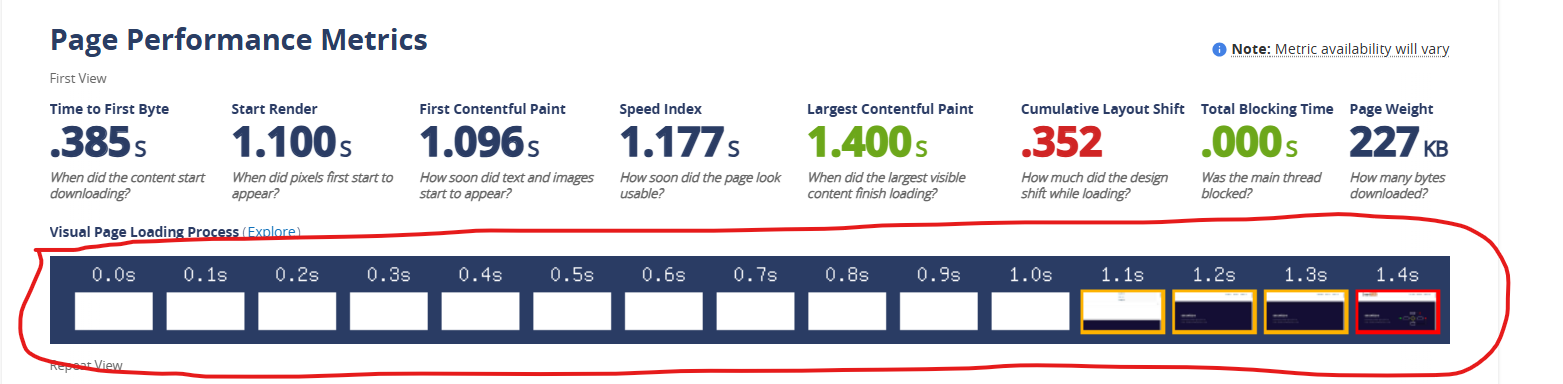 Page Performance Metrics
Note: Metric availability will vary
First View
Time to First Byte
.385 s
When did the content start
downloading?
Start Render
1.100 s
When did pixels first start to
appear?
First Contentful Paint
1.096 s
How soon did text and images
start to appear?
Speed Index
1.177 s
How soon did the page look
usable?
Largest Contentful Paint
1.400 s
When did the largest visible
content finish loading?
Cumulative Layout Shift
.352
How much did the design
shift while loading?
Total Blocking Time
.000 s
Was the main thread
blocked?
Page Weight
227 KB
How many bytes
downloaded?
Visual Page Loading Process (Explore)
0.0s 0.1s 0.2s 0.3s 0.4s 0.5s 0.6s 0.7s 0.8s 0.9s 1.0s 1.1s 1.2s 1.3s 1.4s
Repeat View